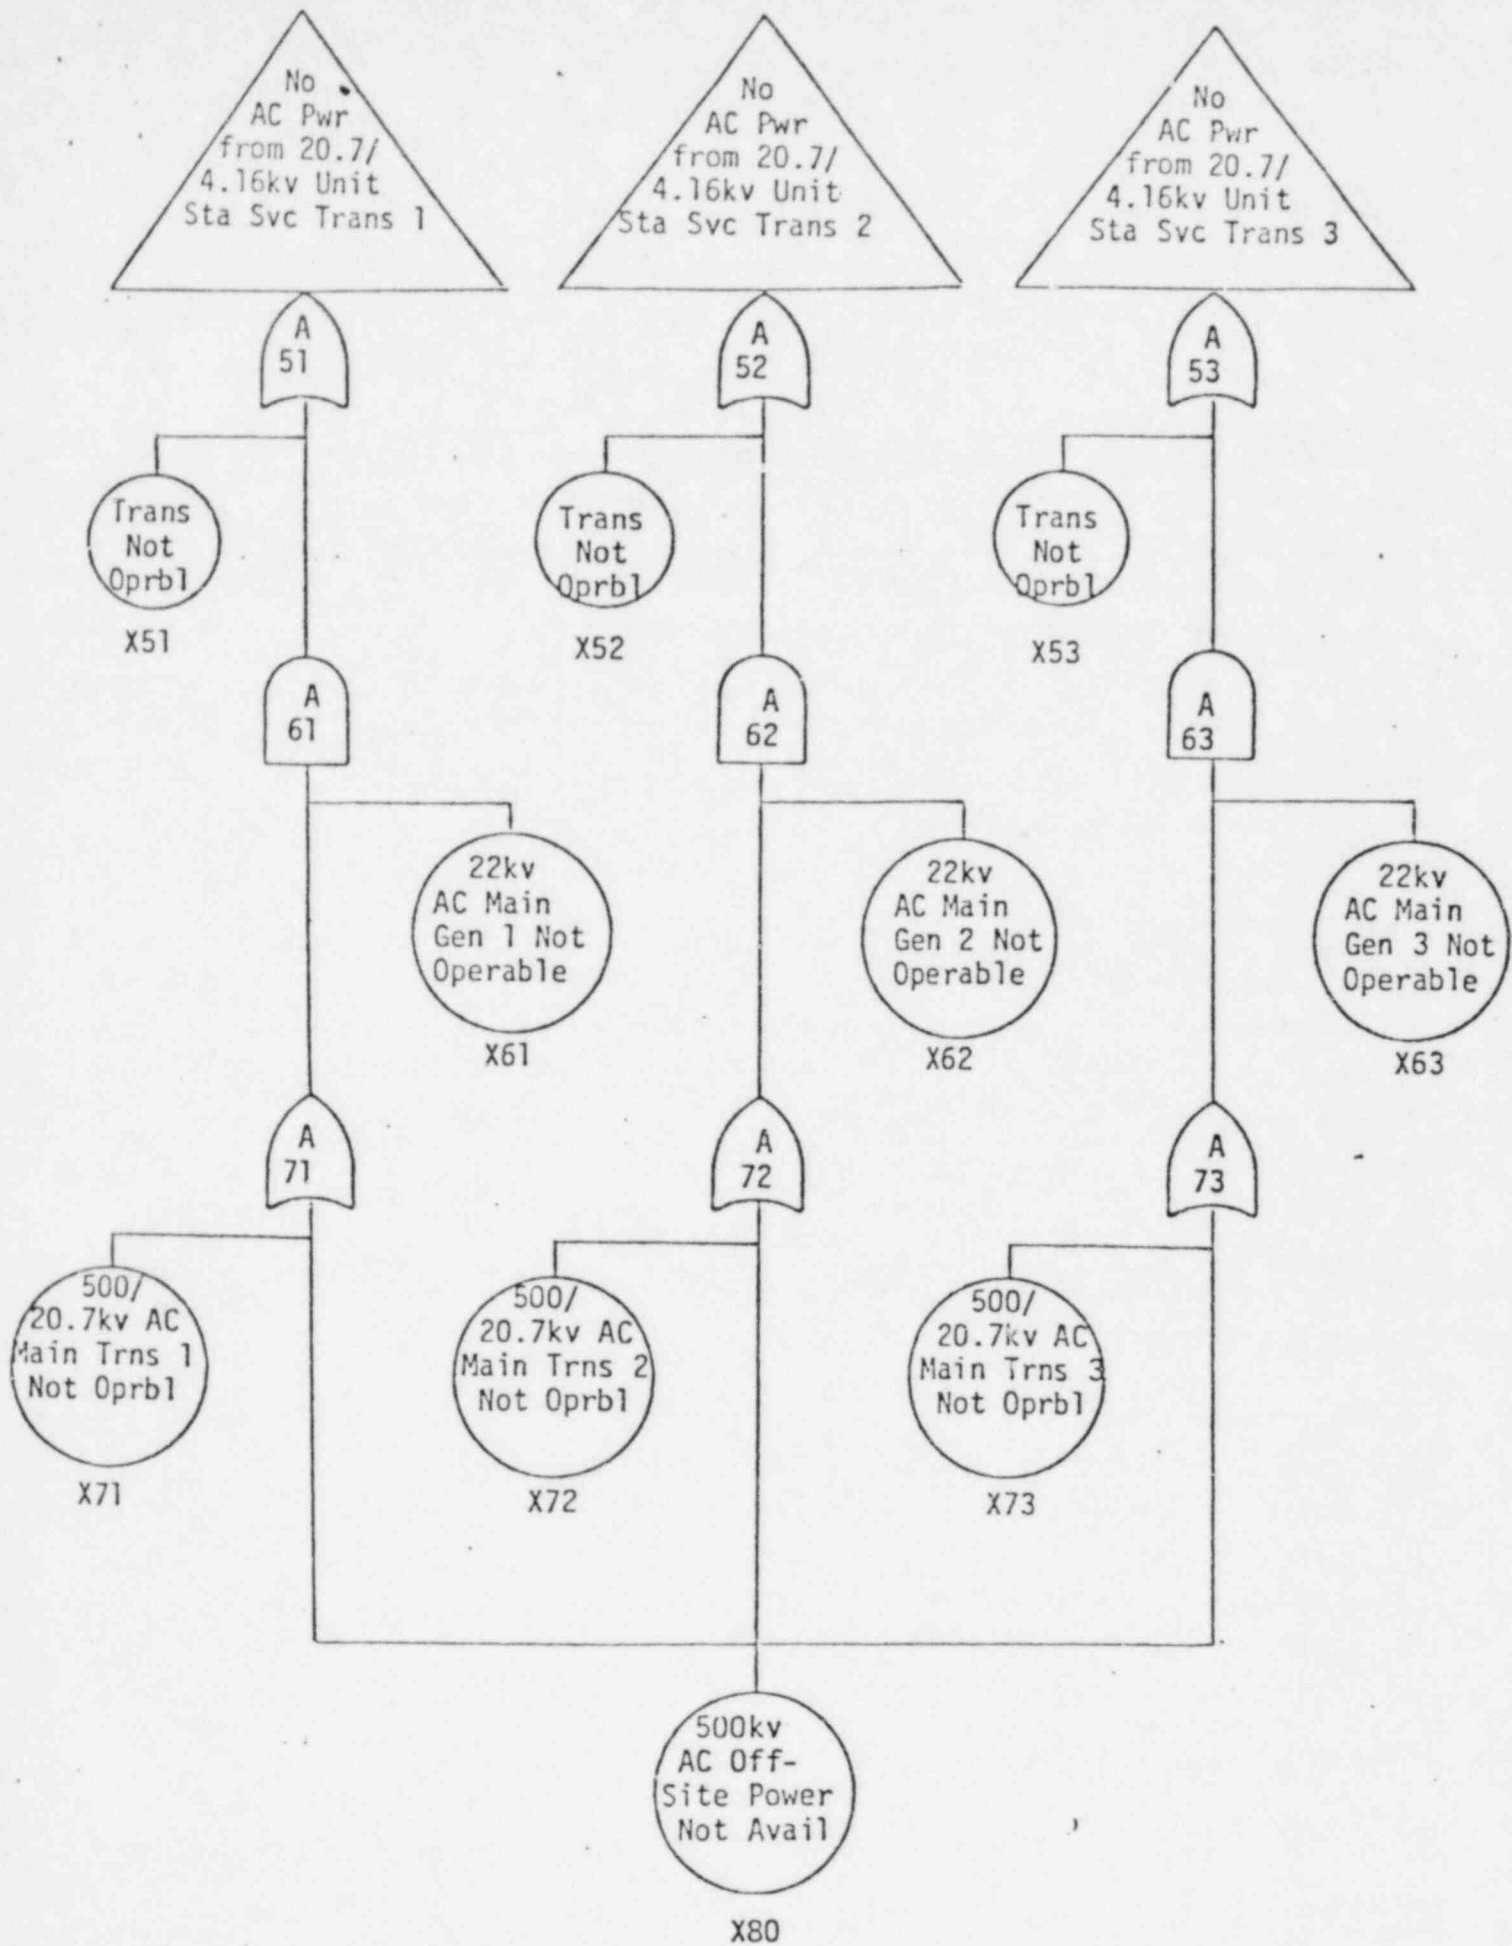 No
AC Pwr
from 20.7/
4.16kv Unit
Sta Svc Trans 1
No
AC Pwr
from 20.7/
4.16kv Unit
Sta Svc Trans 2
No
AC Pwr
from 20.7/
4.16kv Unit
Sta Svc Trans 3
A
51
A
52
A
53
Trans
Not
Oprbl
X51
Trans
Not
Oprbl
X52
Trans
Not
Oprbl
X53
A
61
A
62
A
63
22kv
AC Main
Gen 1 Not
Operable
X61
22kv
AC Main
Gen 2 Not
Operable
X62
22kv
AC Main
Gen 3 Not
Operable
X63
A
71
A
72
A
73
500/
20.7kv AC
Main Trns 1
Not Oprbl
X71
500/
20.7kv AC
Main Trns 2
Not Oprbl
X72
500/
20.7kv AC
Main Trns 3
Not Oprbl
X73
500kv
AC Off-
Site Power
Not Avail
X80